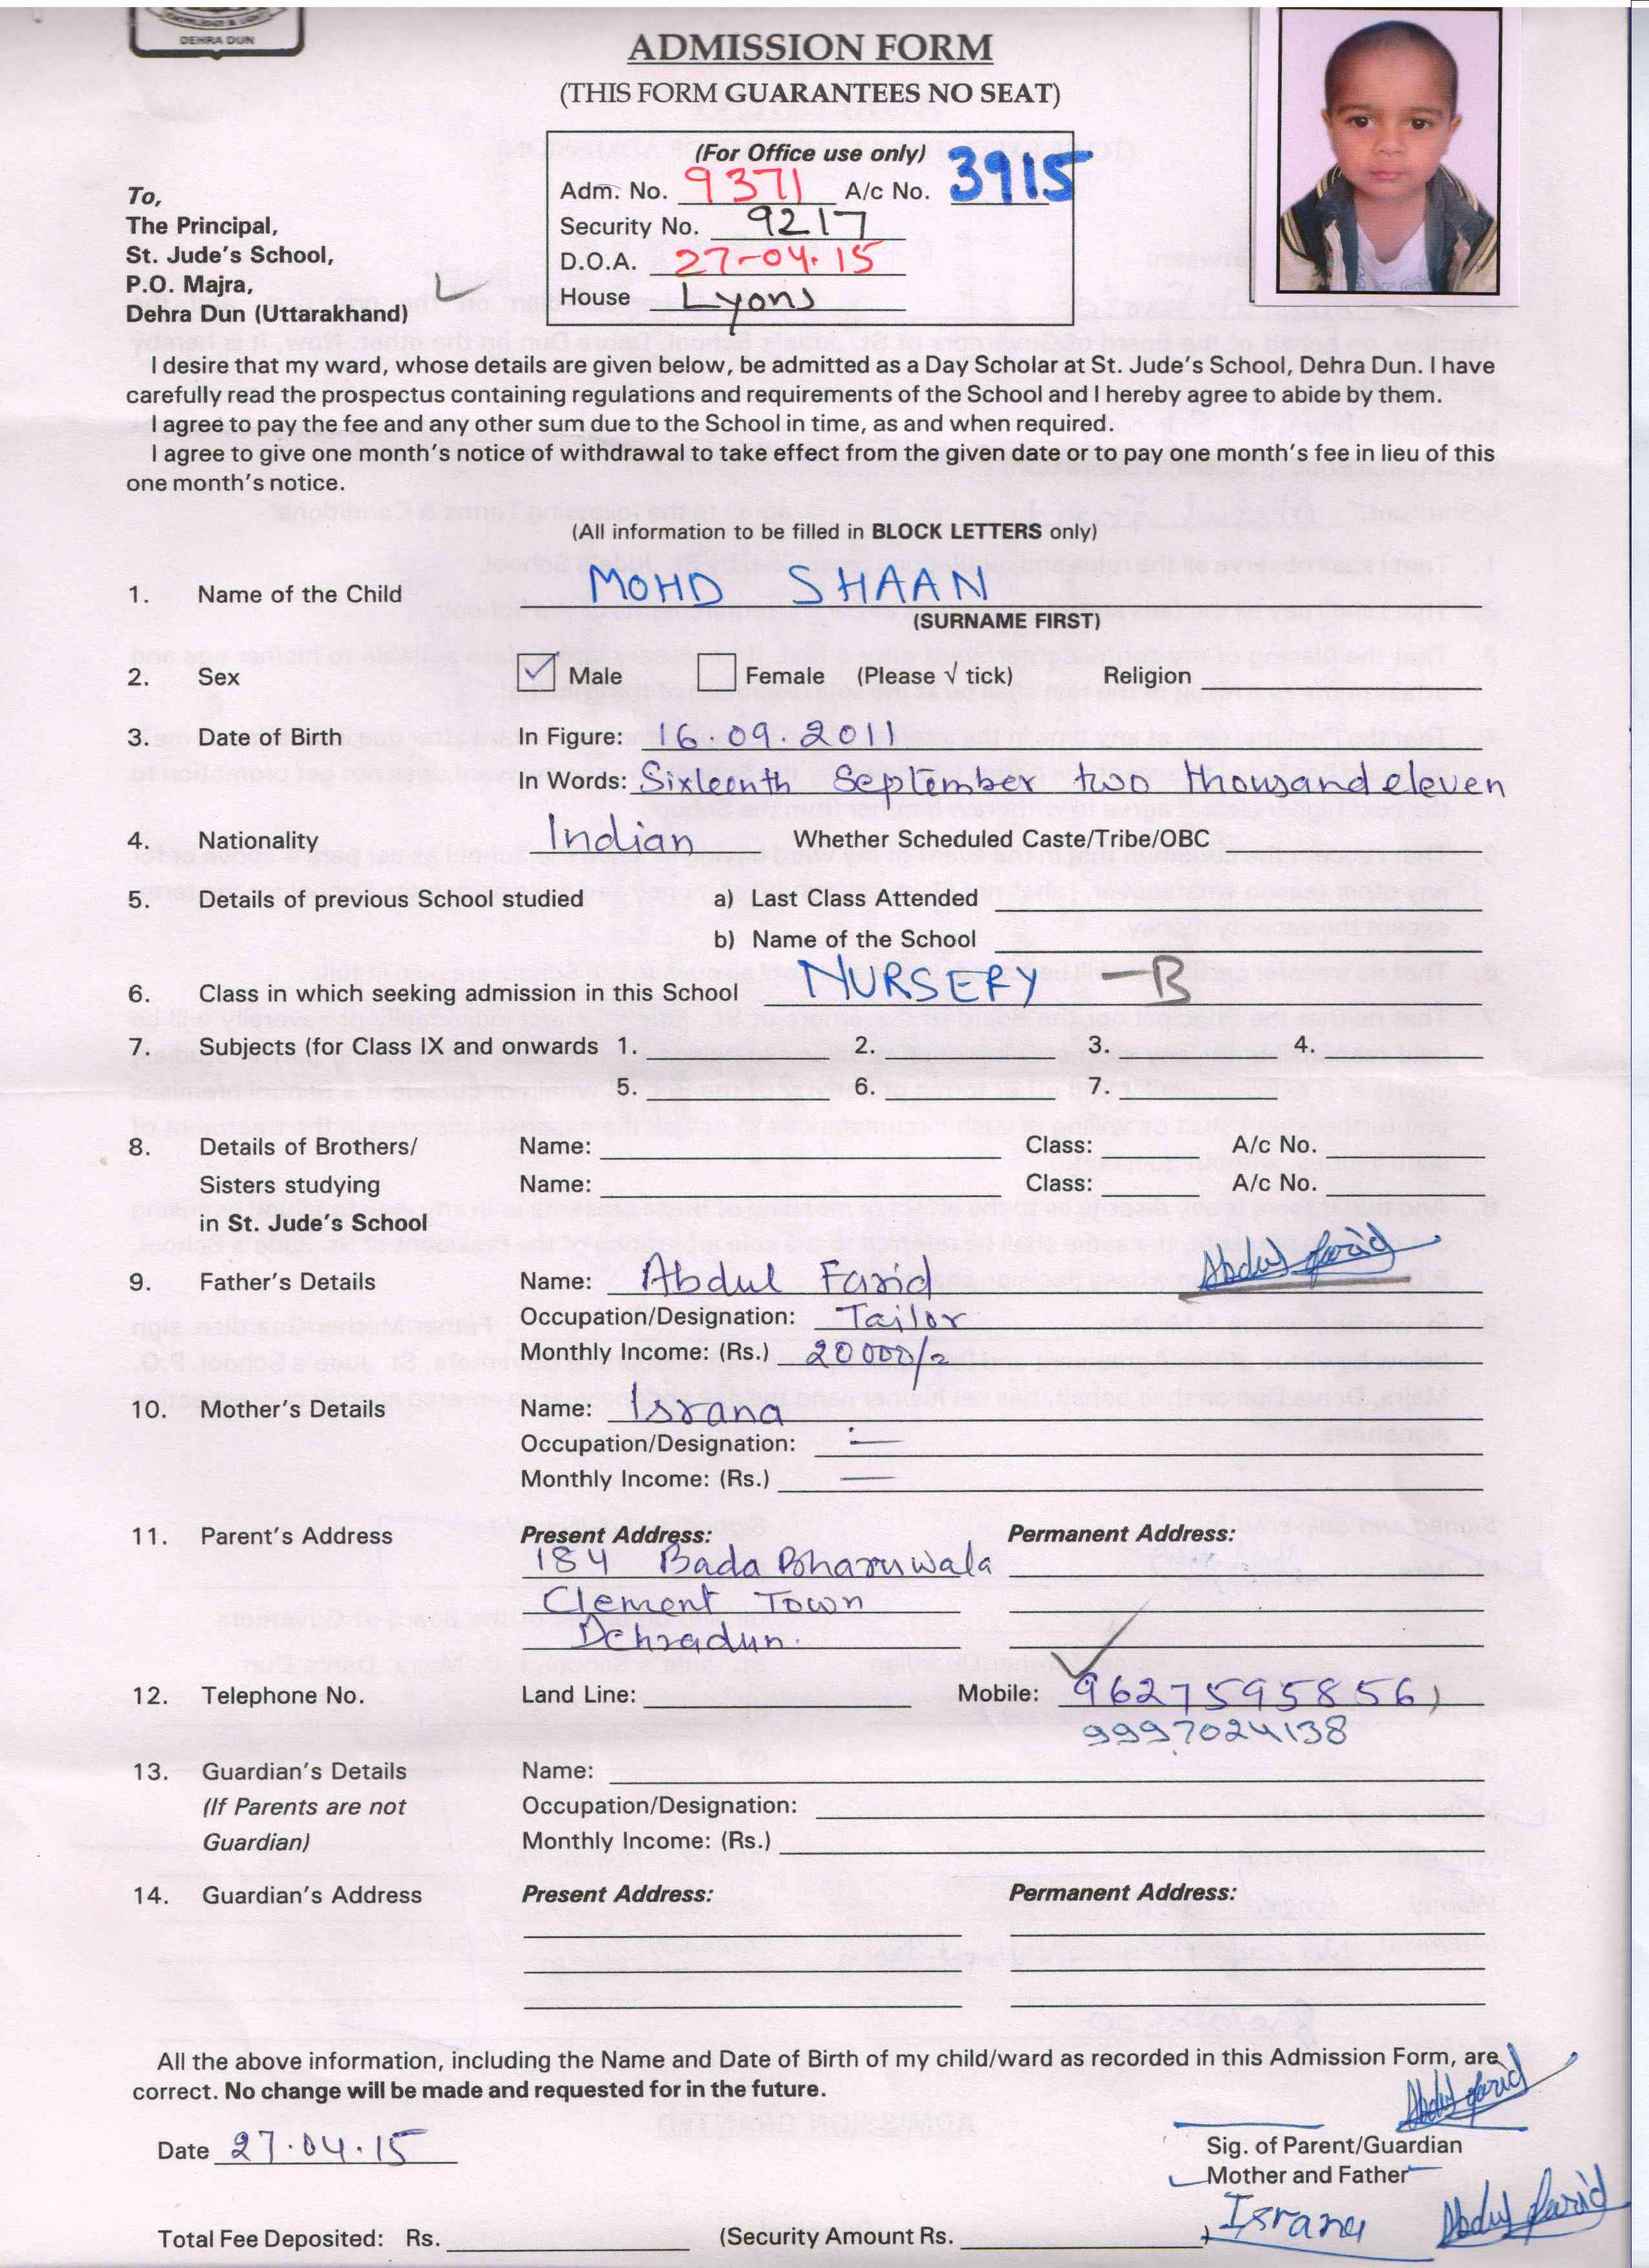 DEHRA DUN
ADMISSION FORM
(THIS FORM GUARANTEES NO SEAT)
(For Office use only)
Adm. No. 9371 A/c No. 3915
Security No. 9217
D.O.A. 27-04.15
House Lyons
To,
The Principal,
St. Jude's School,
P.O. Majra,
Dehra Dun (Uttarakhand)
I desire that my ward, whose details are given below, be admitted as a Day Scholar at St. Jude's School, Dehra Dun. I have
carefully read the prospectus containing regulations and requirements of the School and I hereby agree to abide by them.
I agree to pay the fee and any other sum due to the School in time, as and when required.
I agree to give one month's notice of withdrawal to take effect from the given date or to pay one month's fee in lieu of this
one month's notice.
(All information to be filled in BLOCK LETTERS only)
1. Name of the Child MOHD SHAAN
(SURNAME FIRST)
2. Sex Male Female (Please √ tick) Religion
3. Date of Birth In Figure: 16.09.2011
In Words: Sixteenth September two thousand eleven
4. Nationality Indian Whether Scheduled Caste/Tribe/OBC
5. Details of previous School studied a) Last Class Attended
b) Name of the School
6. Class in which seeking admission in this School NURSERY - B
7. Subjects (for Class IX and onwards 1. 2. 3. 4.
5. 6. 7.
8. Details of Brothers/ Name: Class: A/c No.
Sisters studying Name: Class: A/c No.
in St. Jude's School
9. Father's Details Name: Abdul Farid Abdul farid
Occupation/Designation: Tailor
Monthly Income: (Rs.) 20000/=
10. Mother's Details Name: Israna
Occupation/Designation: —
Monthly Income: (Rs.) —
11. Parent's Address Present Address: Permanent Address:
184 Bada Bharuwala
Clement Town
Dehradun.
12. Telephone No. Land Line: Mobile: 9627595856,
9997024138
13. Guardian's Details Name:
(If Parents are not Occupation/Designation:
Guardian) Monthly Income: (Rs.)
14. Guardian's Address Present Address: Permanent Address:
All the above information, including the Name and Date of Birth of my child/ward as recorded in this Admission Form, are
correct. No change will be made and requested for in the future.
Abdul farid
Date 27.04.15
Sig. of Parent/Guardian
Mother and Father
Israna Abdul farid
Total Fee Deposited: Rs. (Security Amount Rs. )